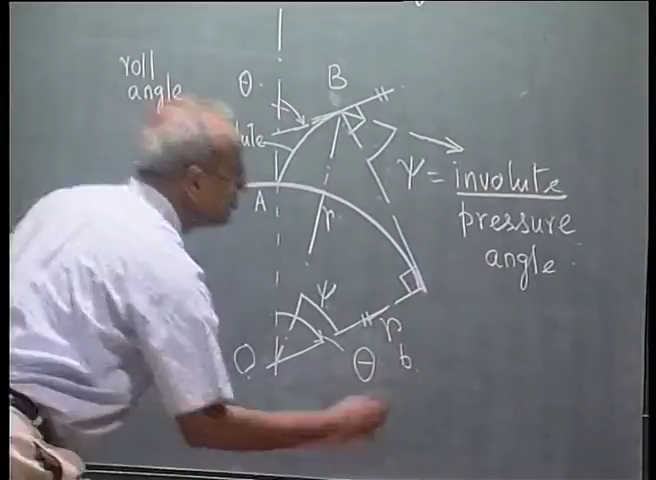 roll
angle
θ
B
A
r
ψ = involute
pressure
angle
ψ
O
θ
r b